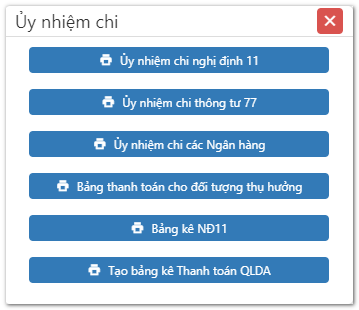 Ủy nhiệm chi
Ủy nhiệm chi nghị định 11
Ủy nhiệm chi thông tư 77
Ủy nhiệm chi các Ngân hàng
Bảng thanh toán cho đối tượng thụ hưởng
Bảng kê NĐ11
Tạo bảng kê Thanh toán QLDA